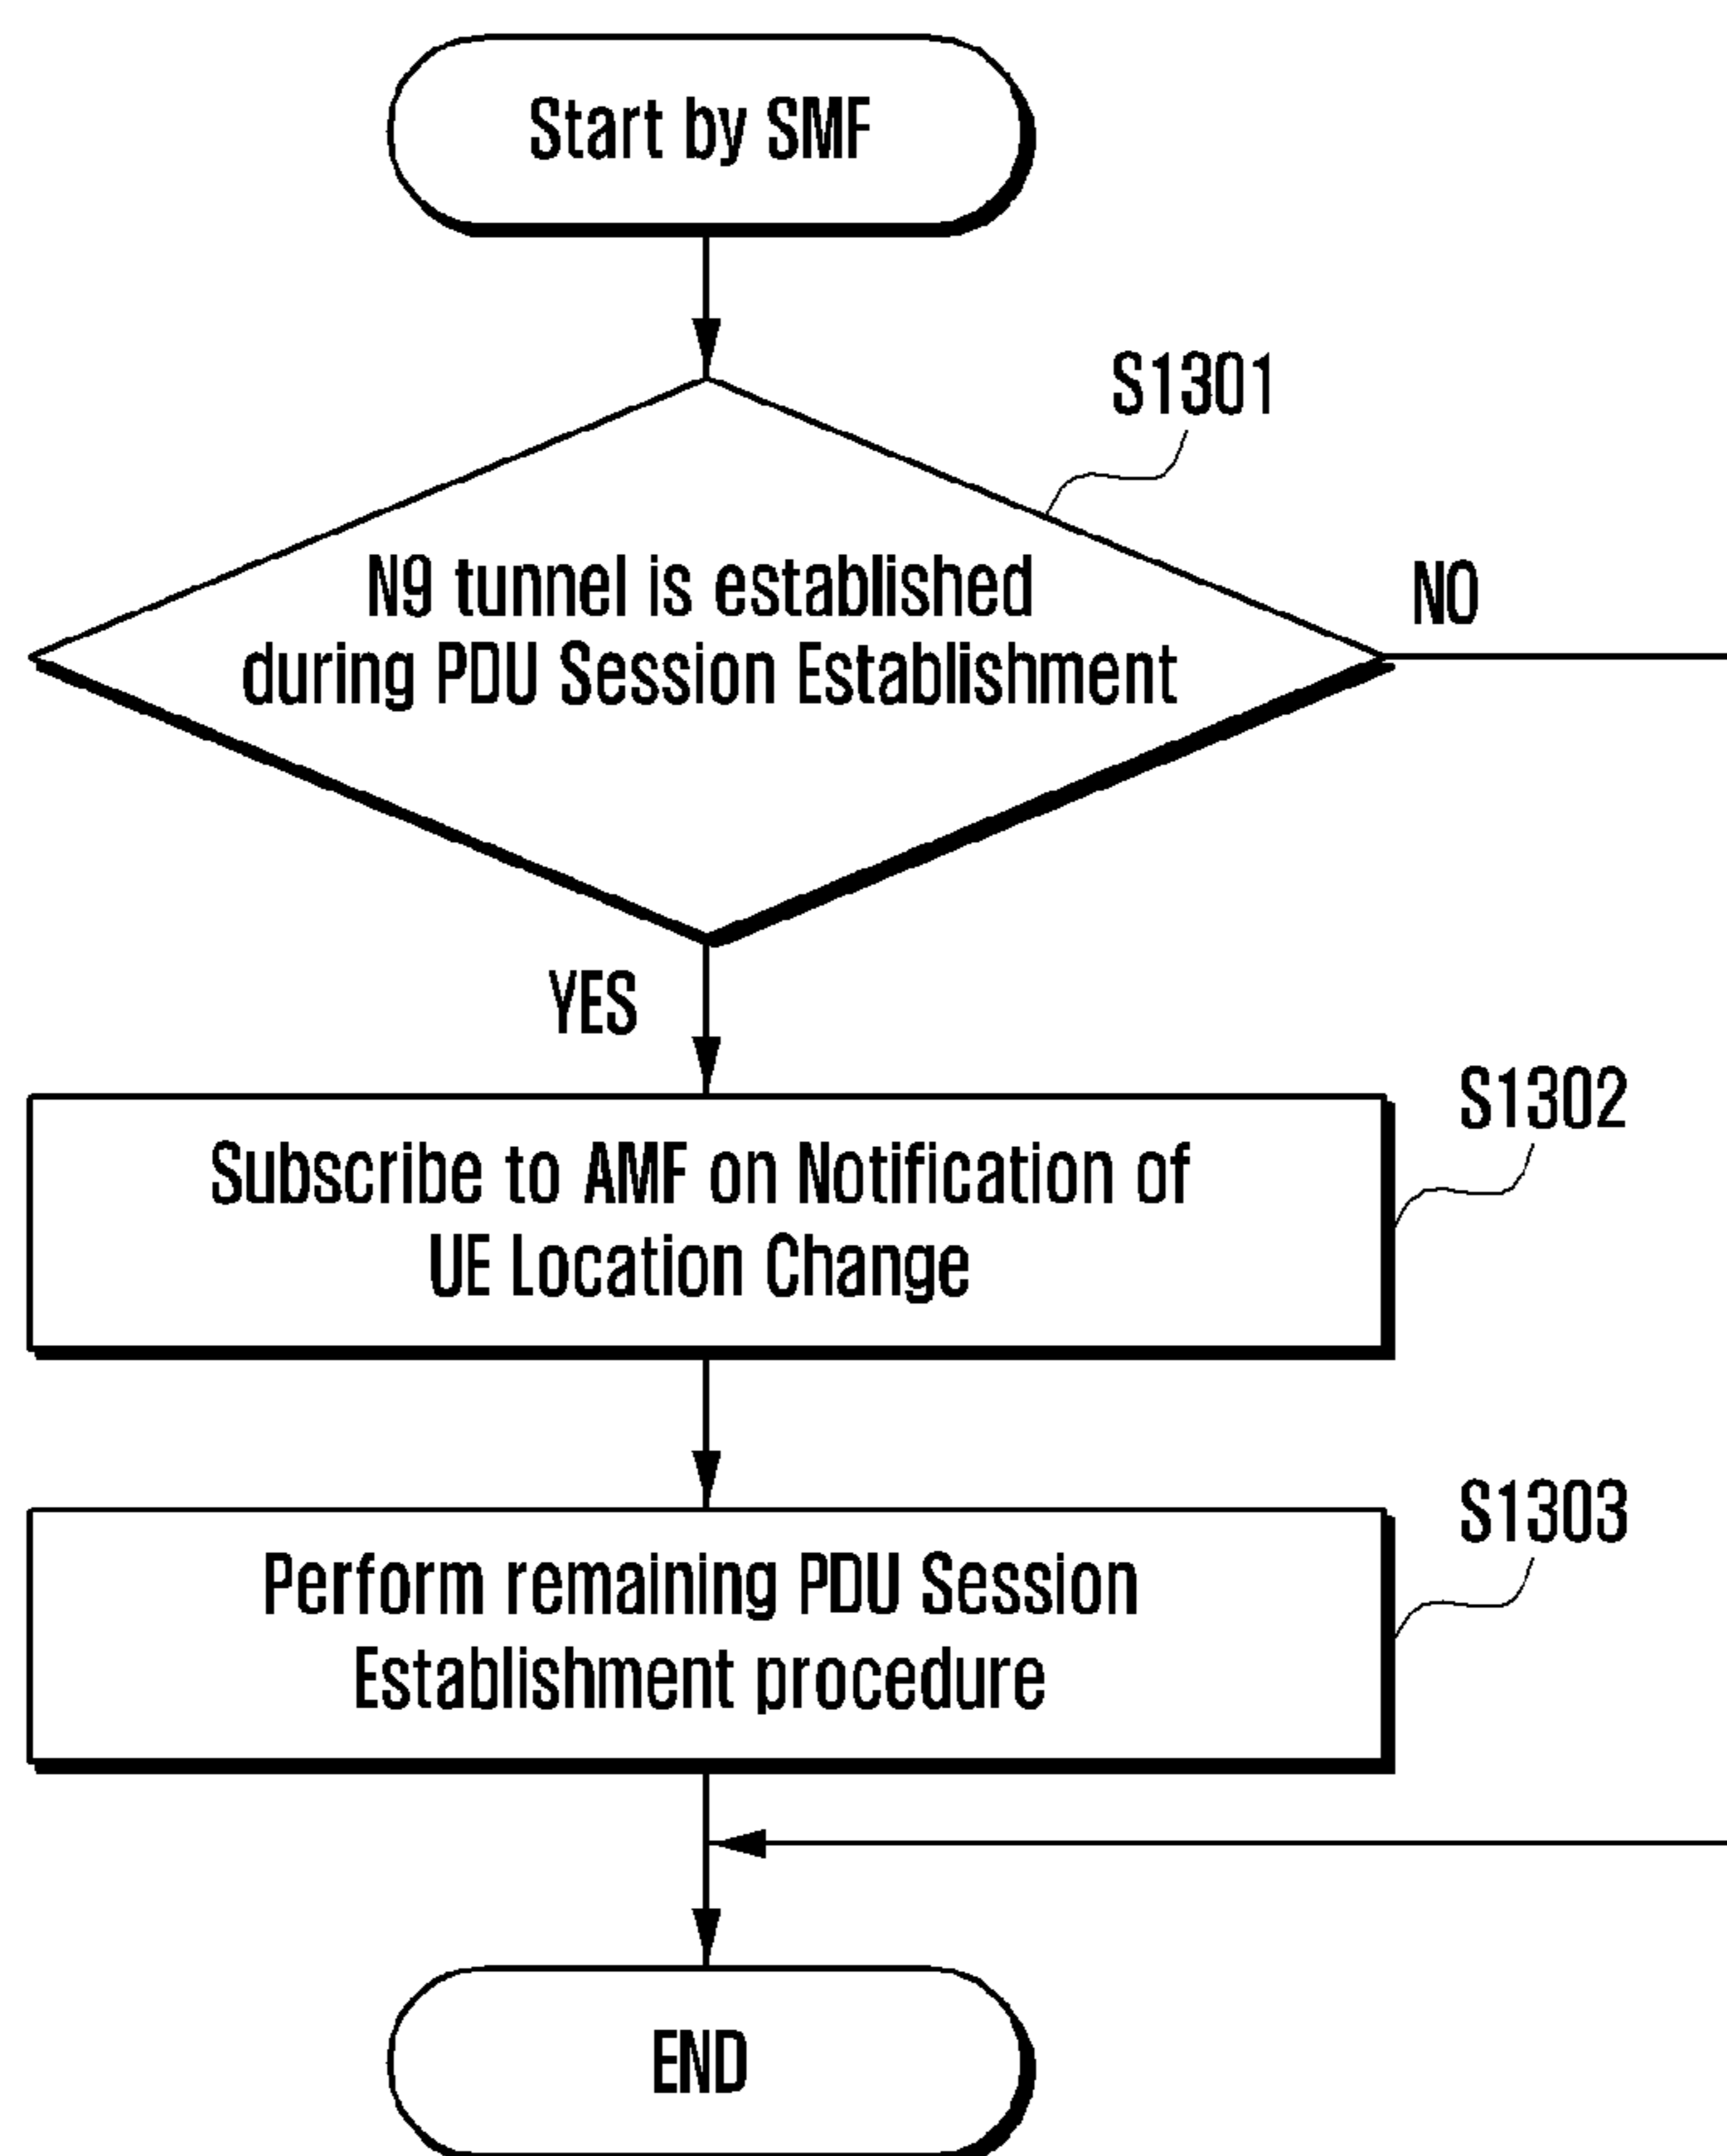 Start by SMF
S1301
N9 tunnel is established
during PDU Session Establishment
NO
YES
S1302
Subscribe to AMF on Notification of
UE Location Change
S1303
Perform remaining PDU Session
Establishment procedure
END